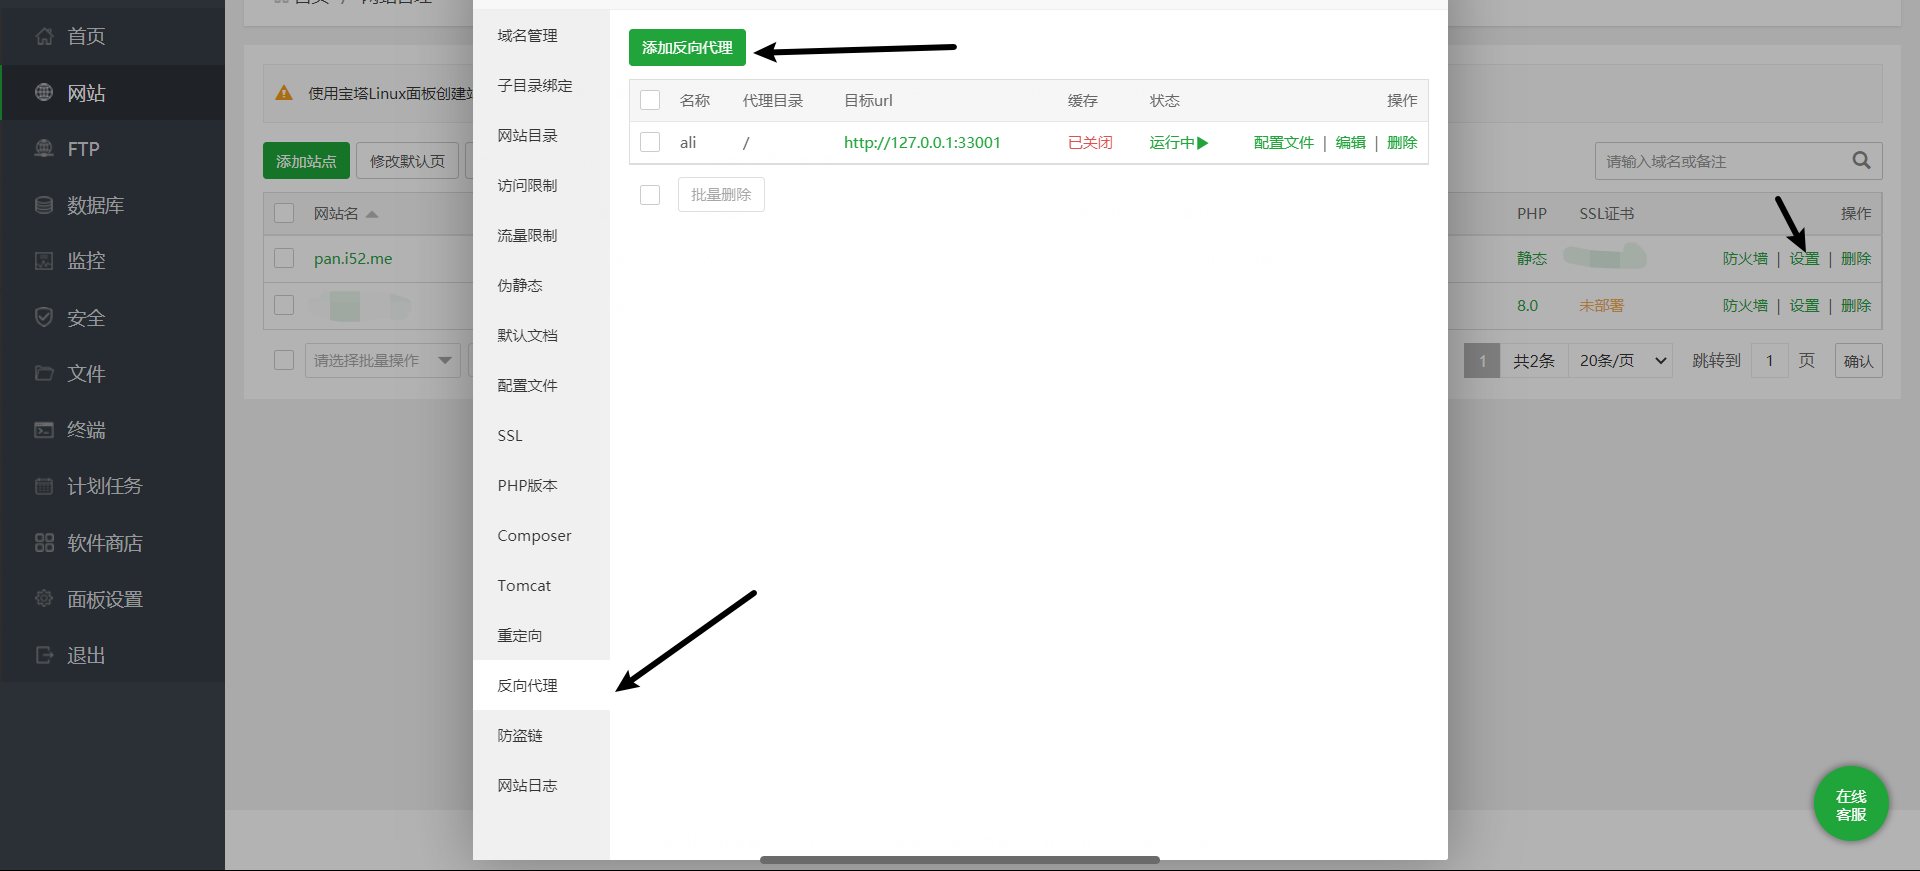 首页
网站
FTP
数据库
监控
安全
文件
终端
计划任务
软件商店
面板设置
退出
首页 / 网站管理
使用宝塔Linux面板创建站
添加站点
修改默认页
网站名
pan.i52.me
请选择批量操作
域名管理
子目录绑定
网站目录
访问限制
流量限制
伪静态
默认文档
配置文件
SSL
PHP版本
Composer
Tomcat
重定向
反向代理
防盗链
网站日志
添加反向代理
名称 代理目录 目标url 缓存 状态 操作
ali / http://127.0.0.1:33001 已关闭 运行中 配置文件 | 编辑 | 删除
批量删除
请输入域名或备注
PHP SSL证书 操作
静态 防火墙 | 设置 | 删除
8.0 未部署 防火墙 | 设置 | 删除
1 共2条 20条/页 跳转到 1 页 确认
在线
客服